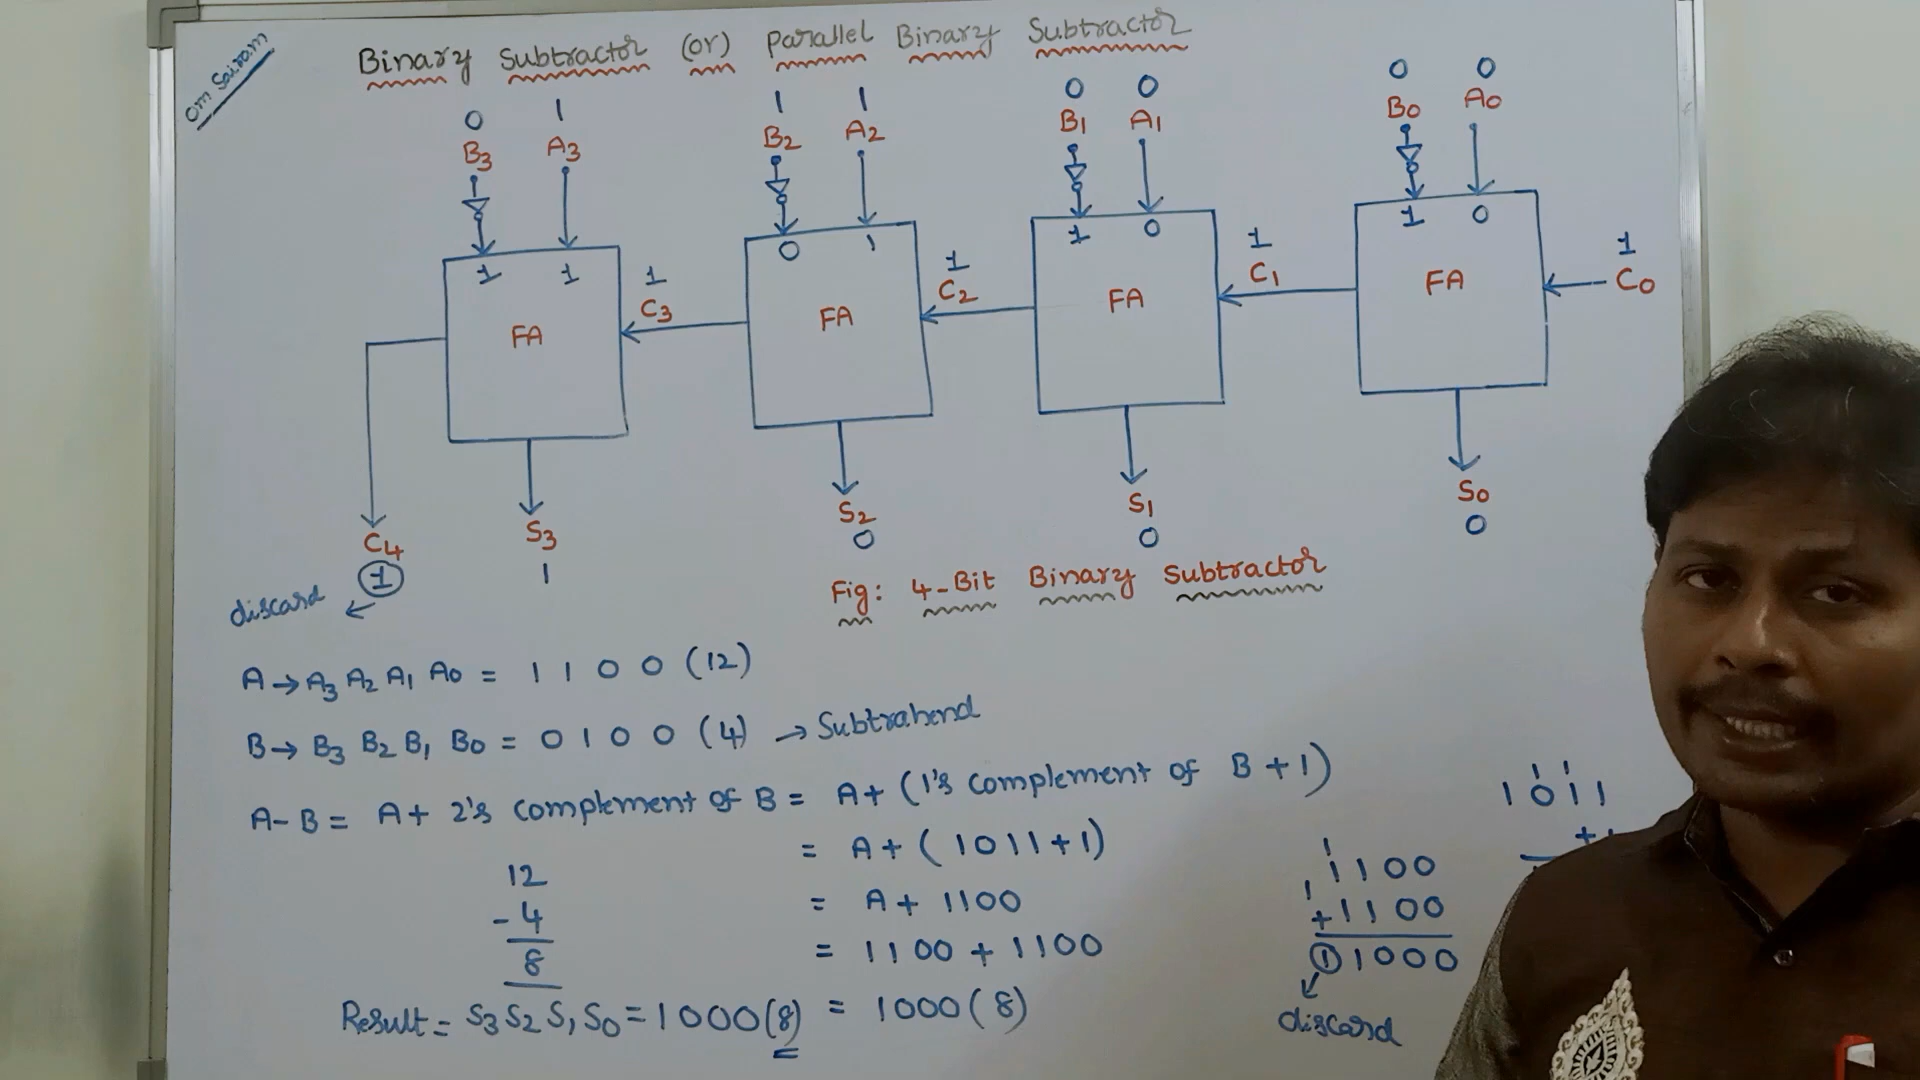 Om Sairam
Binary Subtractor (or) Parallel Binary Subtractor
0 1 1 1 0 0 0 0
B3 A3 B2 A2 B1 A1 B0 A0
1 1 0 1 1 0 1 0
1 1 1 1
C3 C2 C1 C0
FA FA FA FA
C4 S3 S2 S1 S0
1 1 0 0 0
discard
Fig: 4-Bit Binary Subtractor
A → A3 A2 A1 A0 = 1 1 0 0 (12)
B → B3 B2 B1 B0 = 0 1 0 0 (4) → Subtrahend
A - B = A + 2's complement of B = A + (1's complement of B + 1)
= A + (1011 + 1)
= A + 1100
= 1100 + 1100
= 1000 (8)
12
- 4
8
Result = S3 S2 S1 S0 = 1000 (8)
1
1100
1
+ 1100
1 1000
discard
1 1
1011
+